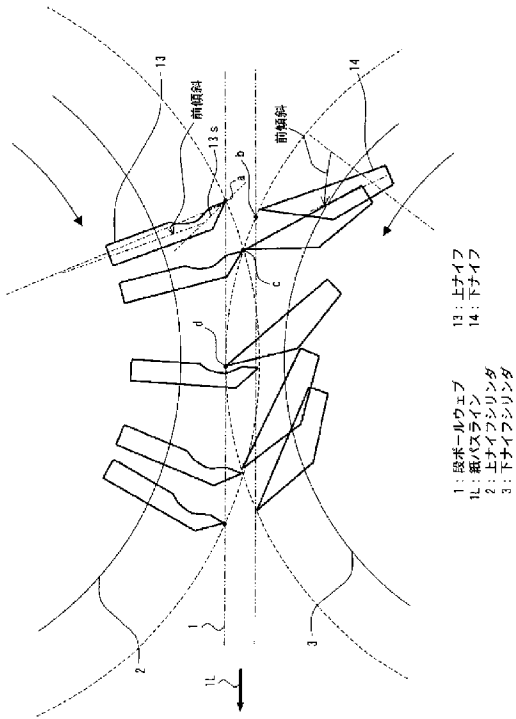 13
前傾斜
13s
a
b
前傾斜
14
c
d
1
2
3
1L
1：段ボールウェブ
1L：紙パスライン
2：上ナイフシリンダ
3：下ナイフシリンダ
13：上ナイフ
14：下ナイフ